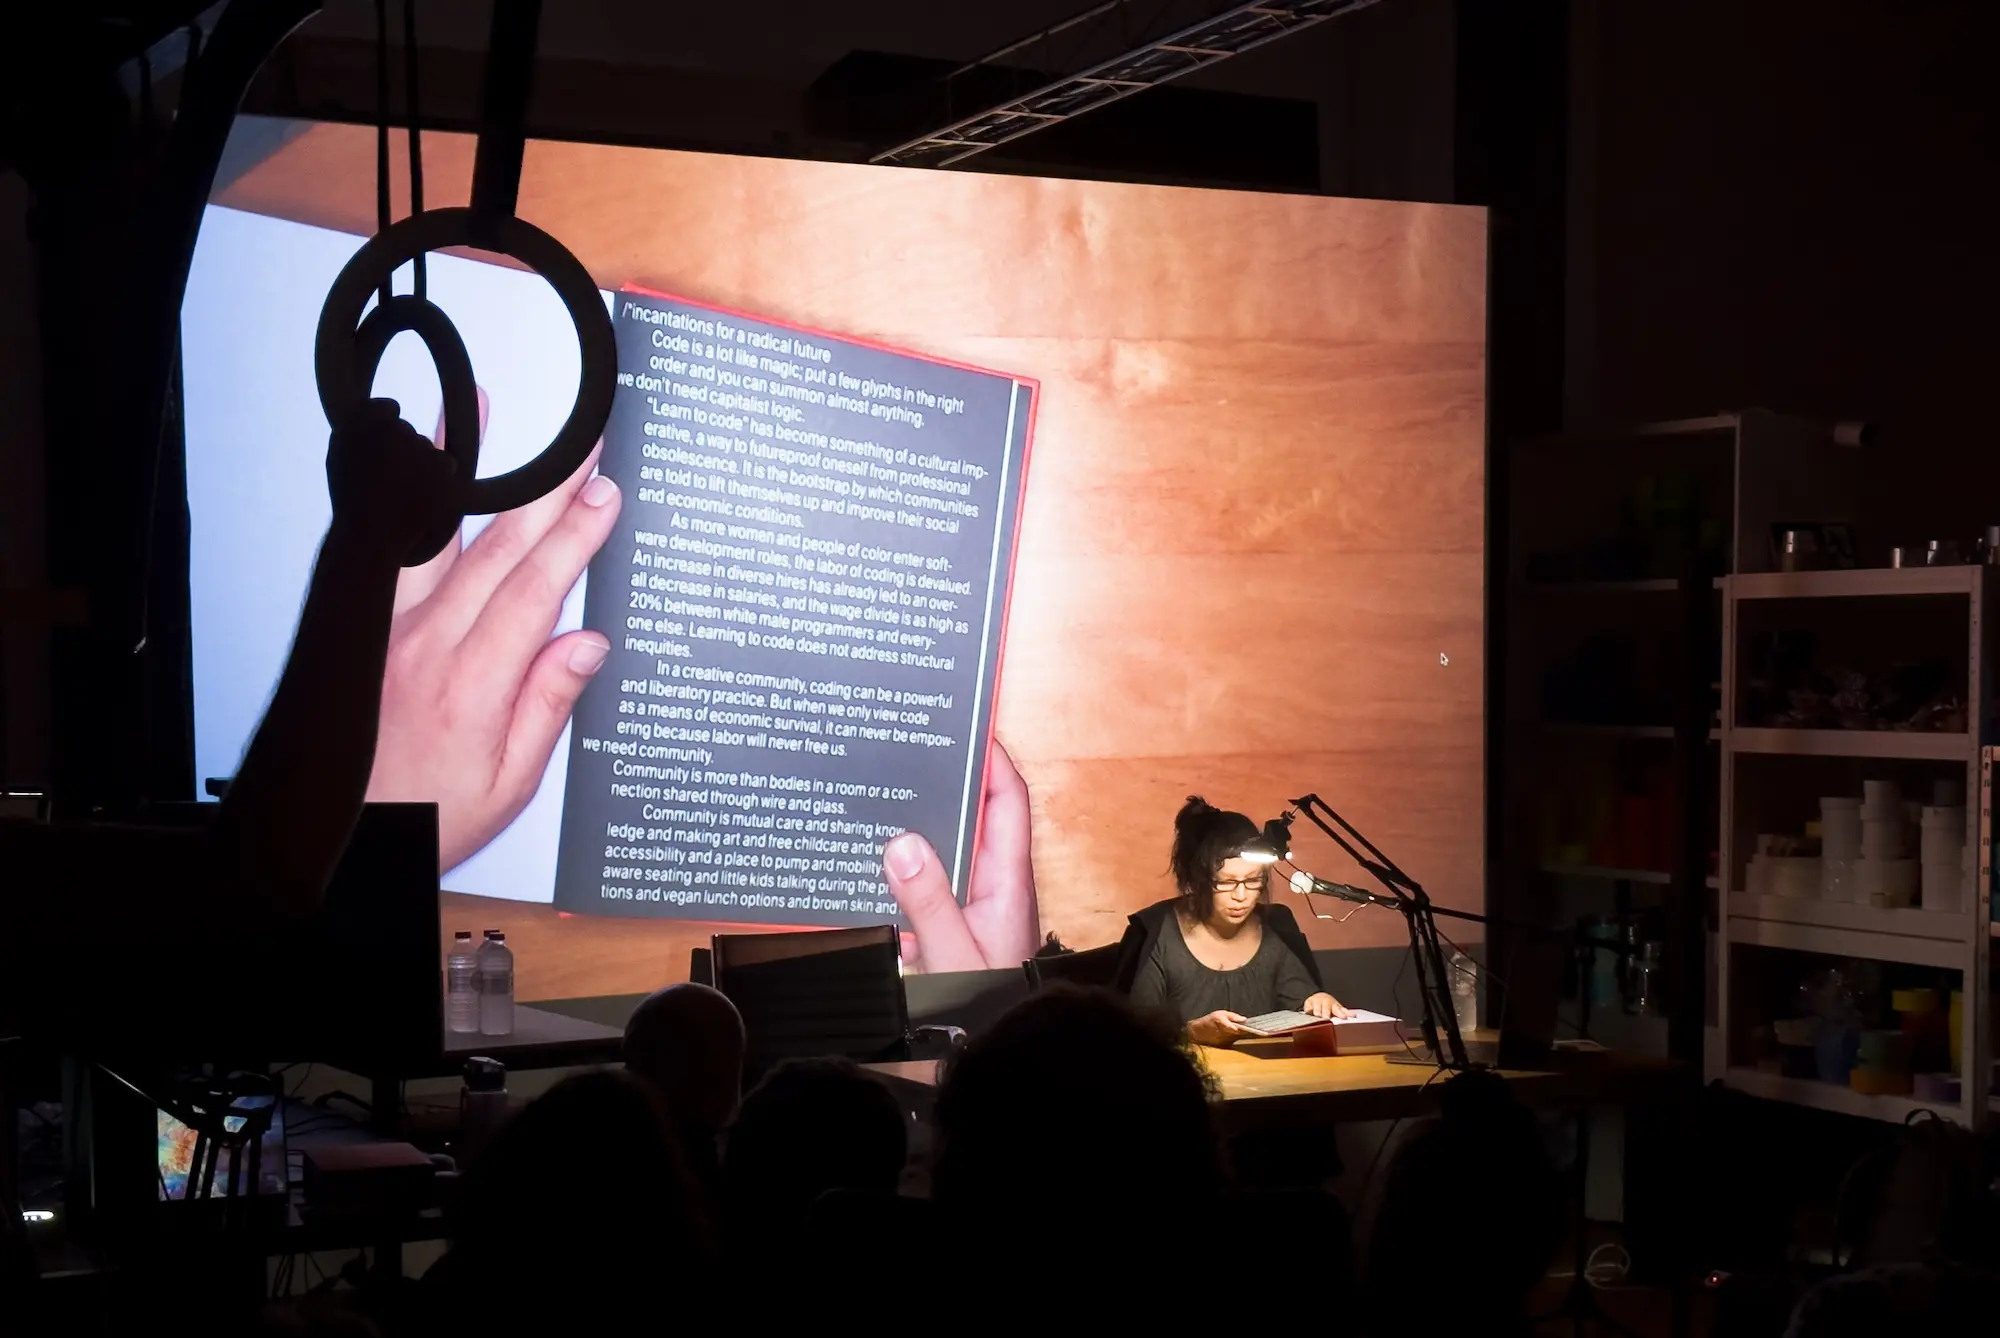 /*incantations for a radical future
Code is a lot like magic; put a few glyphs in the right
order and you can summon almost anything.
we don't need capitalist logic.
"Learn to code" has become something of a cultural imp-
erative, a way to futureproof oneself from professional
obsolescence. It is the bootstrap by which communities
are told to lift themselves up and improve their social
and economic conditions.
As more women and people of color enter soft-
ware development roles, the labor of coding is devalued.
An increase in diverse hires has already led to an over-
all decrease in salaries, and the wage divide is as high as
20% between white male programmers and every-
one else. Learning to code does not address structural
inequities.
In a creative community, coding can be a powerful
and liberatory practice. But when we only view code
as a means of economic survival, it can never be empow-
ering because labor will never free us.
we need community.
Community is more than bodies in a room or a con-
nection shared through wire and glass.
Community is mutual care and sharing know-
ledge and making art and free childcare and
accessibility and a place to pump and mobility-
aware seating and little kids talking during the
tions and vegan lunch options and brown skin and